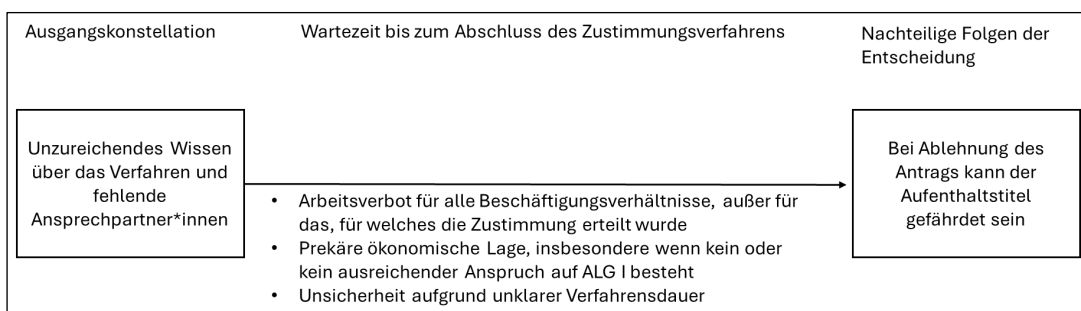 Ausgangskonstellation
Wartezeit bis zum Abschluss des Zustimmungsverfahrens
Nachteilige Folgen der
Entscheidung
Unzureichendes Wissen
über das Verfahren und
fehlende
Ansprechpartner*innen
• Arbeitsverbot für alle Beschäftigungsverhältnisse, außer für
das, für welches die Zustimmung erteilt wurde
• Prekäre ökonomische Lage, insbesondere wenn kein oder
kein ausreichender Anspruch auf ALG I besteht
• Unsicherheit aufgrund unklarer Verfahrensdauer
Bei Ablehnung des
Antrags kann der
Aufenthaltstitel
gefährdet sein